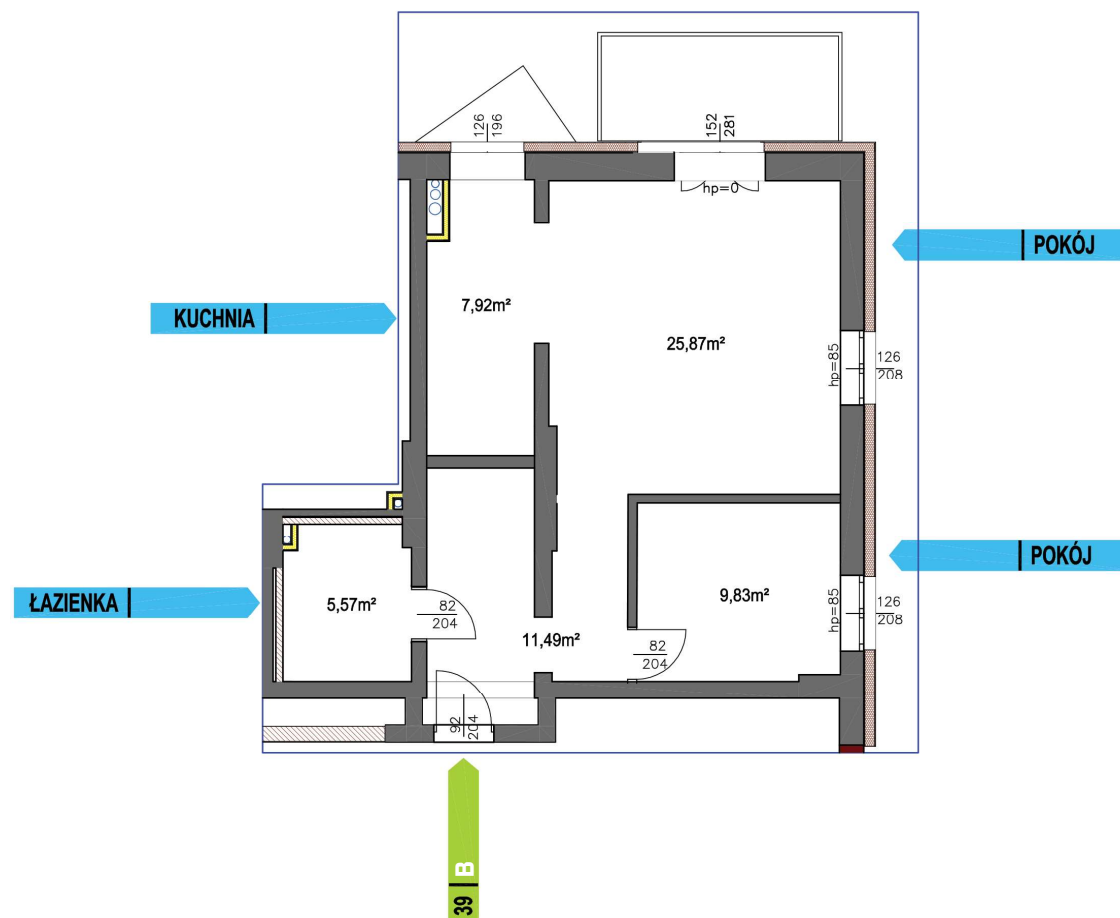 126
196
152
281
hp=0
POKÓJ
7,92m²
KUCHNIA
25,87m²
hp=85
126
208
POKÓJ
9,83m²
hp=85
126
208
ŁAZIENKA
5,57m²
82
204
11,49m²
82
204
92
204
39 B